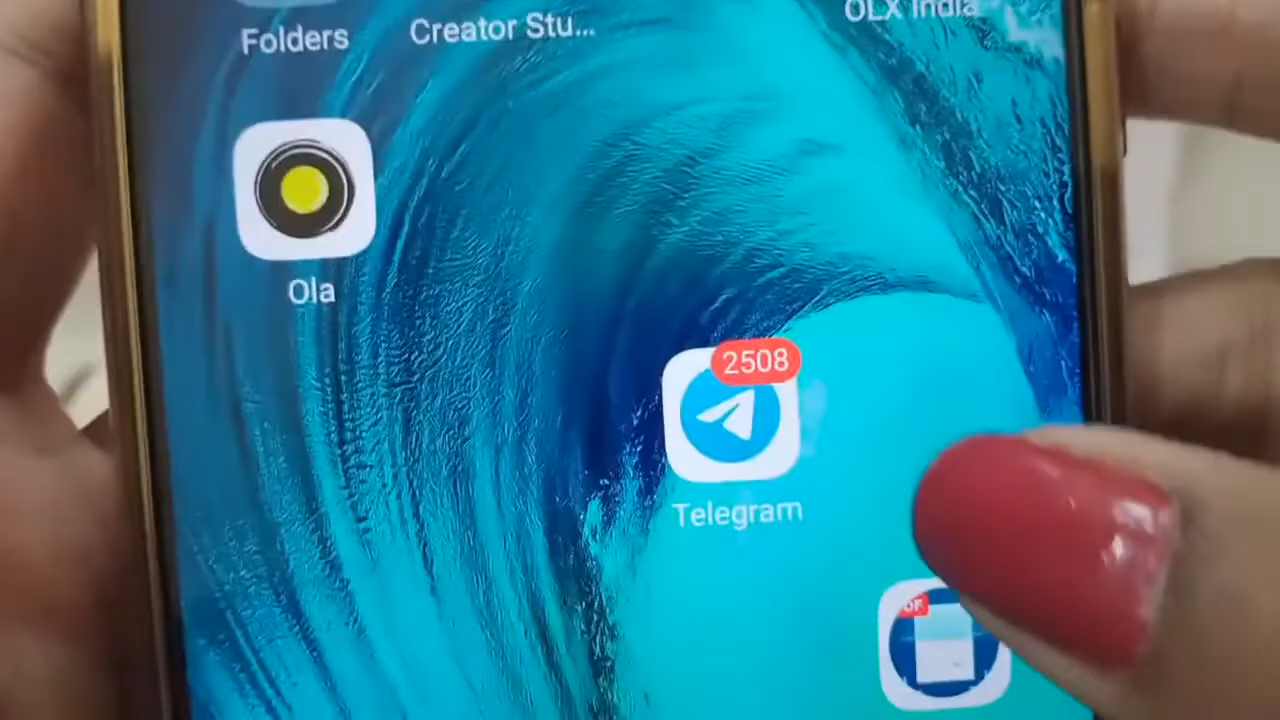 Folders
Creator Stu...
OLX India
Ola
2508
Telegram